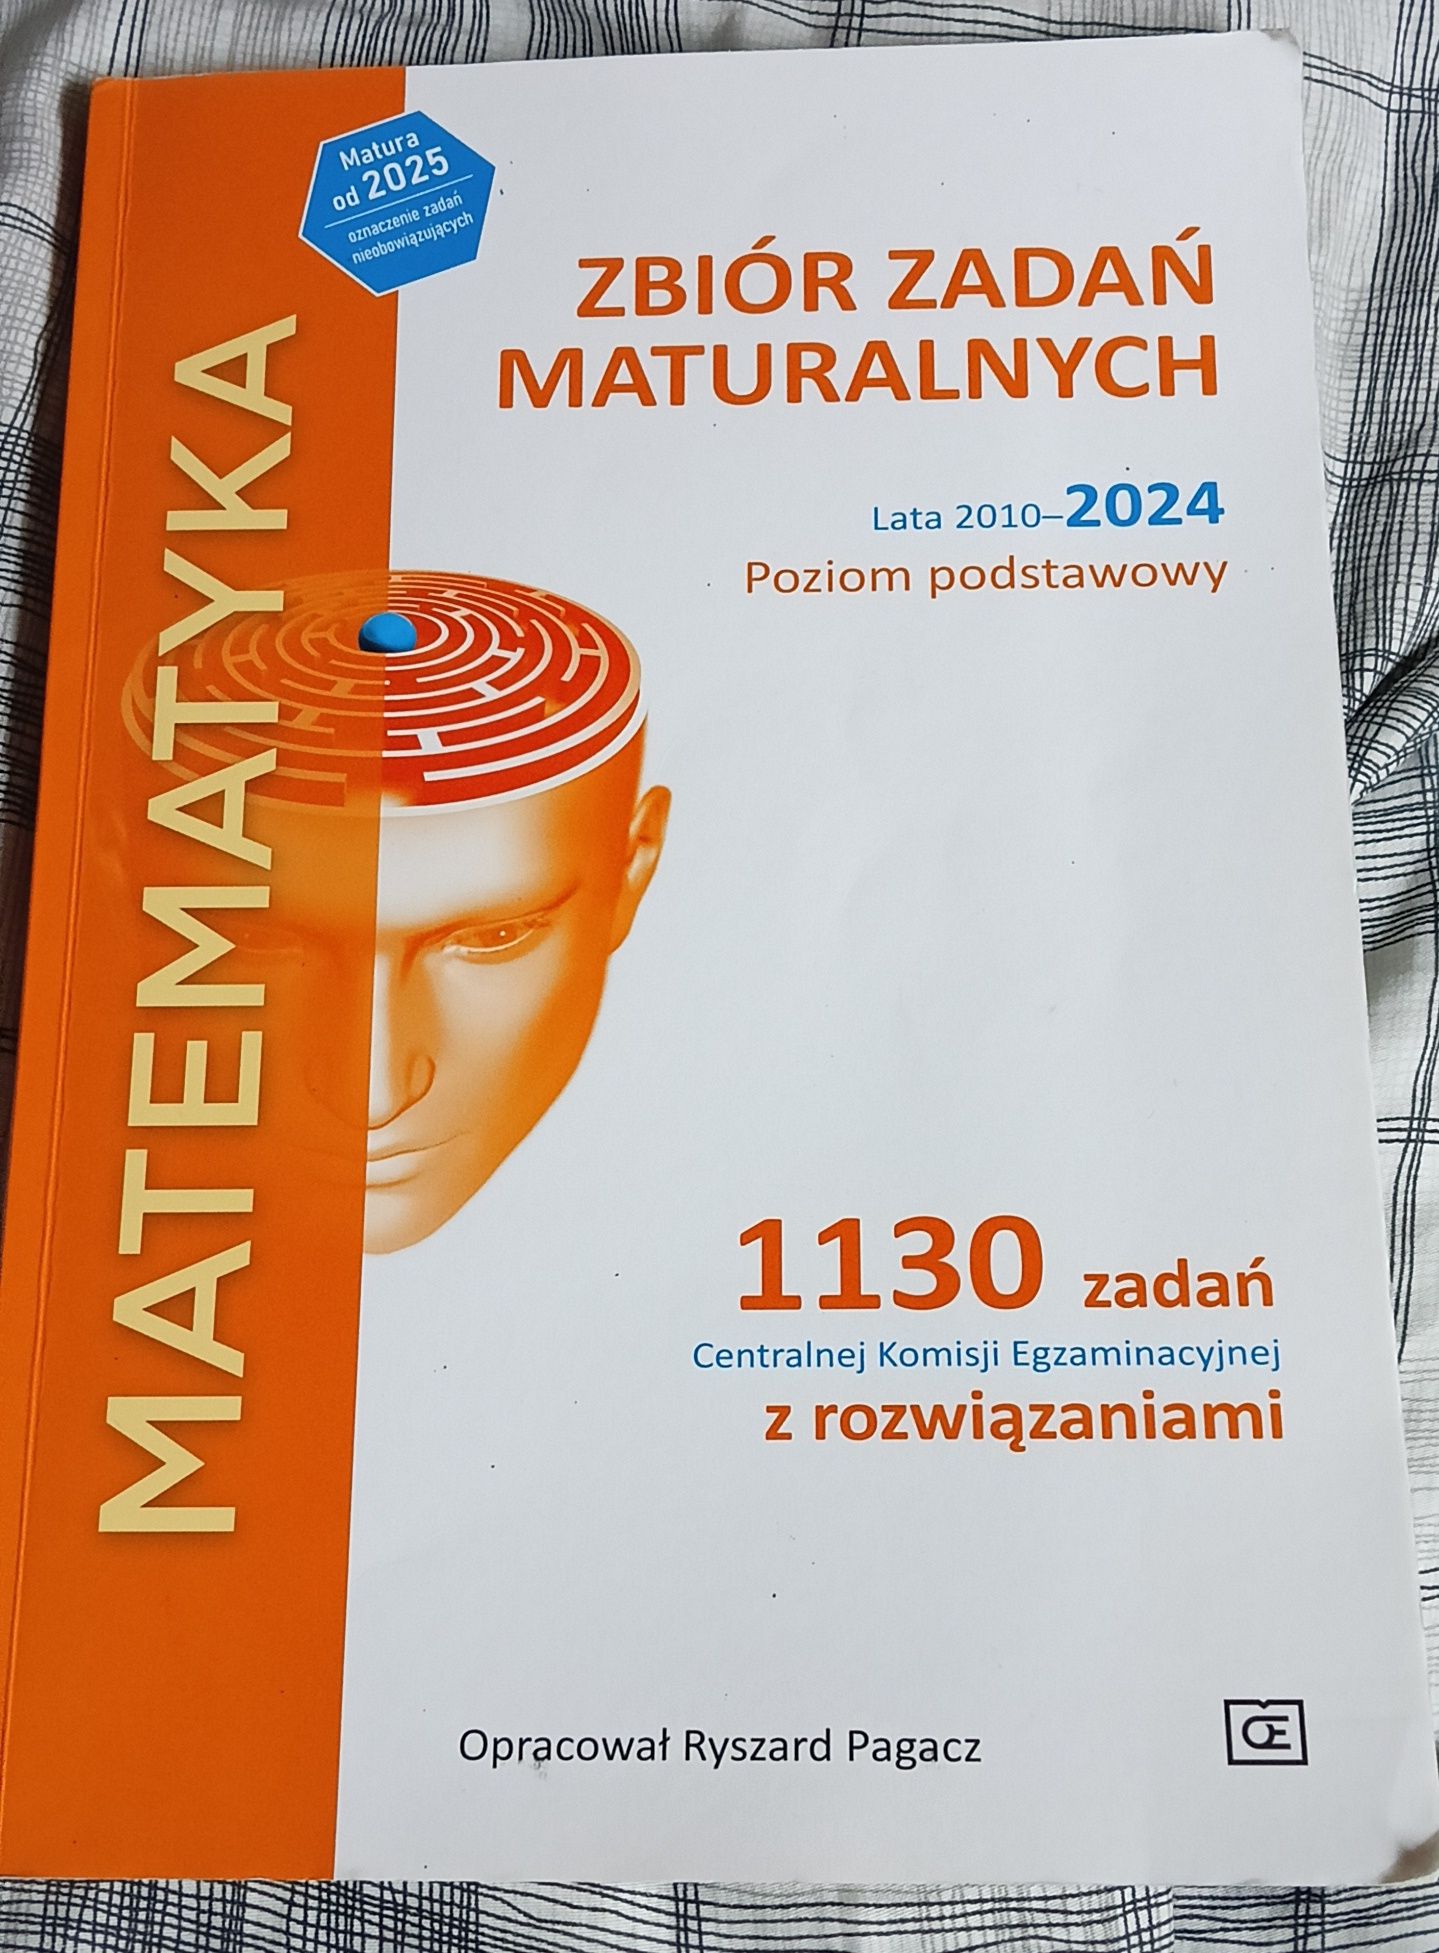 Matura
od 2025
oznaczenie zadań
nieobowiązujących
MATEMATYKA
ZBIÓR ZADAŃ
MATURALNYCH
Lata 2010–2024
Poziom podstawowy
1130 zadań
Centralnej Komisji Egzaminacyjnej
z rozwiązaniami
Opracował Ryszard Pagacz
OE